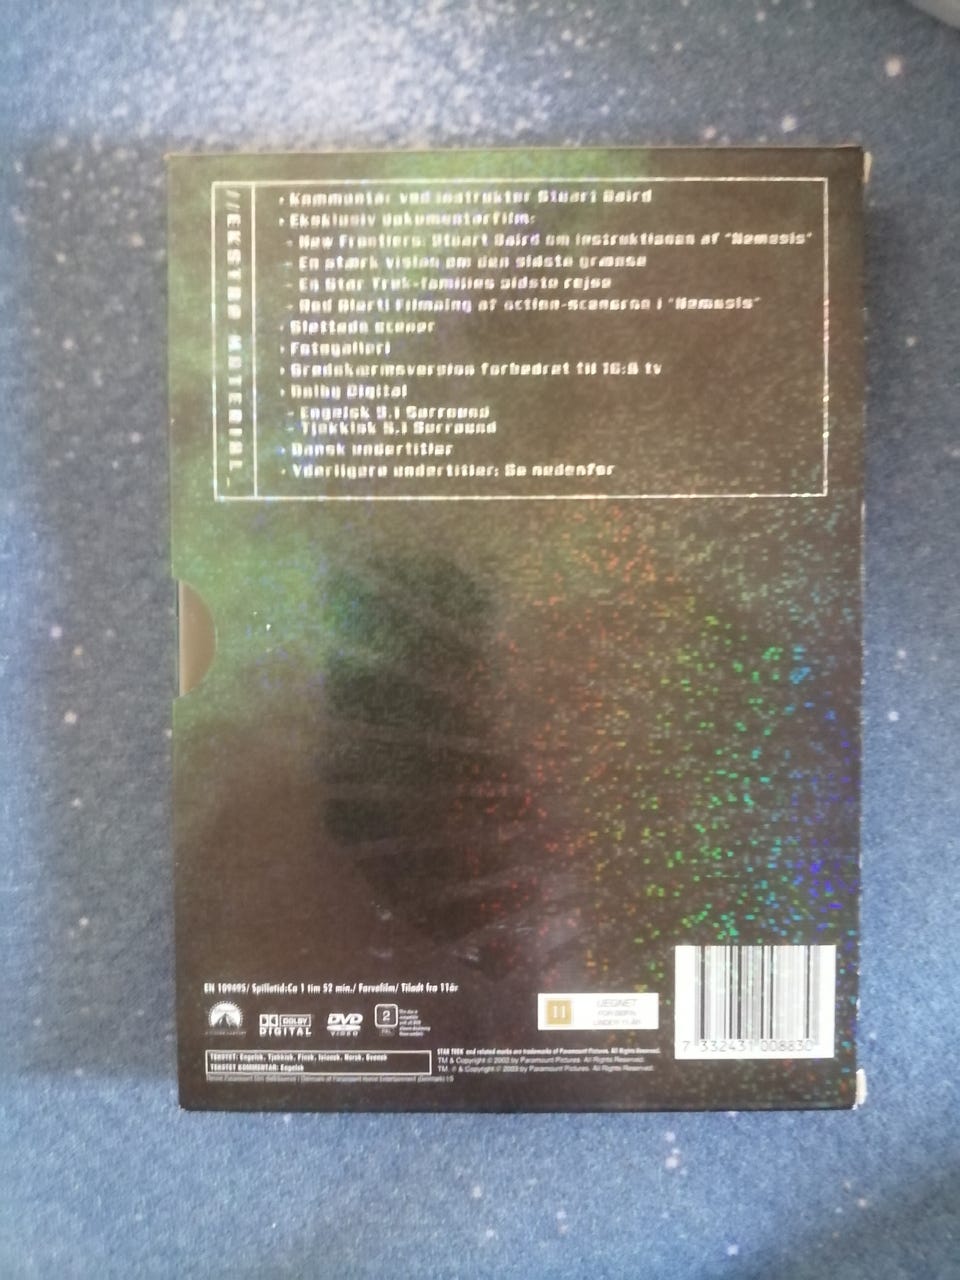 //EKSTRA MATERIAL_
• Kommentar ved instruktør Stuart Baird
• Eksklusiv dokumentarfilm:
- New Frontiers: Stuart Baird om instruktionen af "Nemesis"
- En stærk vision om den sidste grænse
- En Star Trek-families sidste rejse
- Rød Alert! Filmning af action-scenerne i "Nemesis"
• Slettede scener
• Fotogalleri
• Bredskærmsversion forbedret til 16:9 tv
• Dolby Digital
- Engelsk 5.1 Surround
- Tjekkisk 5.1 Surround
• Dansk undertitler
• Yderligere undertitler: Se nedenfor
EN 109495/ Spilletid:Ca 1 tim 52 min./ Farvefilm/ Tilladt fra 11år
DOLBY
DIGITAL
DVD
VIDEO
2
PAL
11
UEGNET
FOR BØRN
UNDER 11 ÅR
7 332431 008830
TEKSTET: Engelsk, Tjekkisk, Finsk, Islansk, Norsk, Svensk
TEKSTET KOMMENTAR: Engelsk
STAR TREK and related marks are trademarks of Paramount Pictures. All Rights Reserved.
TM & Copyright © 2002 by Paramount Pictures. All Rights Reserved.
TM, ® & Copyright © 2003 by Paramount Pictures. All Rights Reserved.